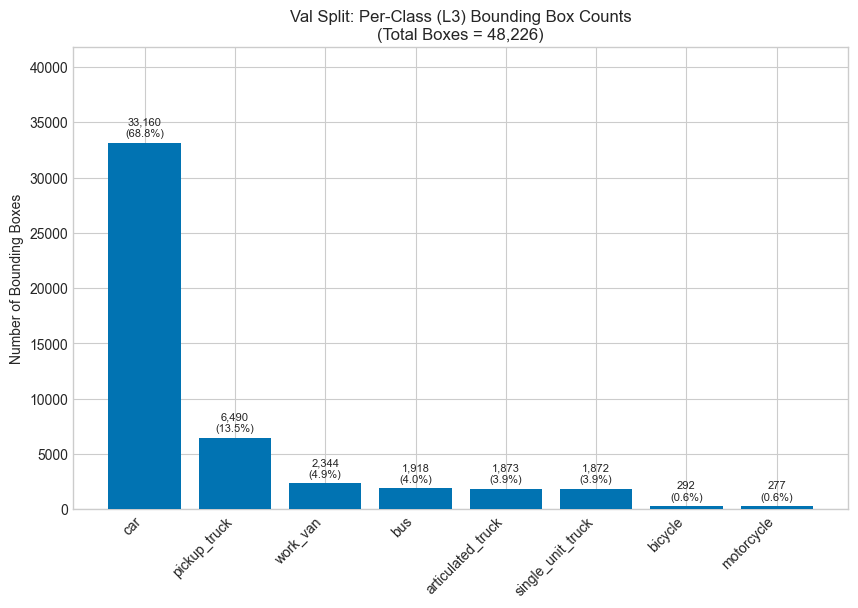 Val Split: Per-Class (L3) Bounding Box Counts
(Total Boxes = 48,226)
Number of Bounding Boxes
40000
35000
30000
25000
20000
15000
10000
5000
0
33,160
(68.8%)
6,490
(13.5%)
2,344
(4.9%)
1,918
(4.0%)
1,873
(3.9%)
1,872
(3.9%)
292
(0.6%)
277
(0.6%)
car
pickup_truck
work_van
bus
articulated_truck
single_unit_truck
bicycle
motorcycle